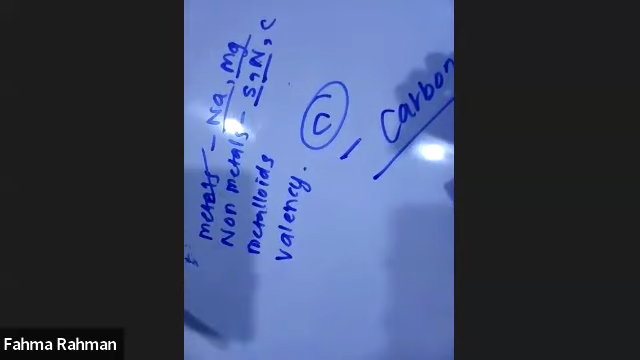 metals - Na, Mg
Non metals - S, N, C
metalloids
valency.
C, Carbon
Fahma Rahman